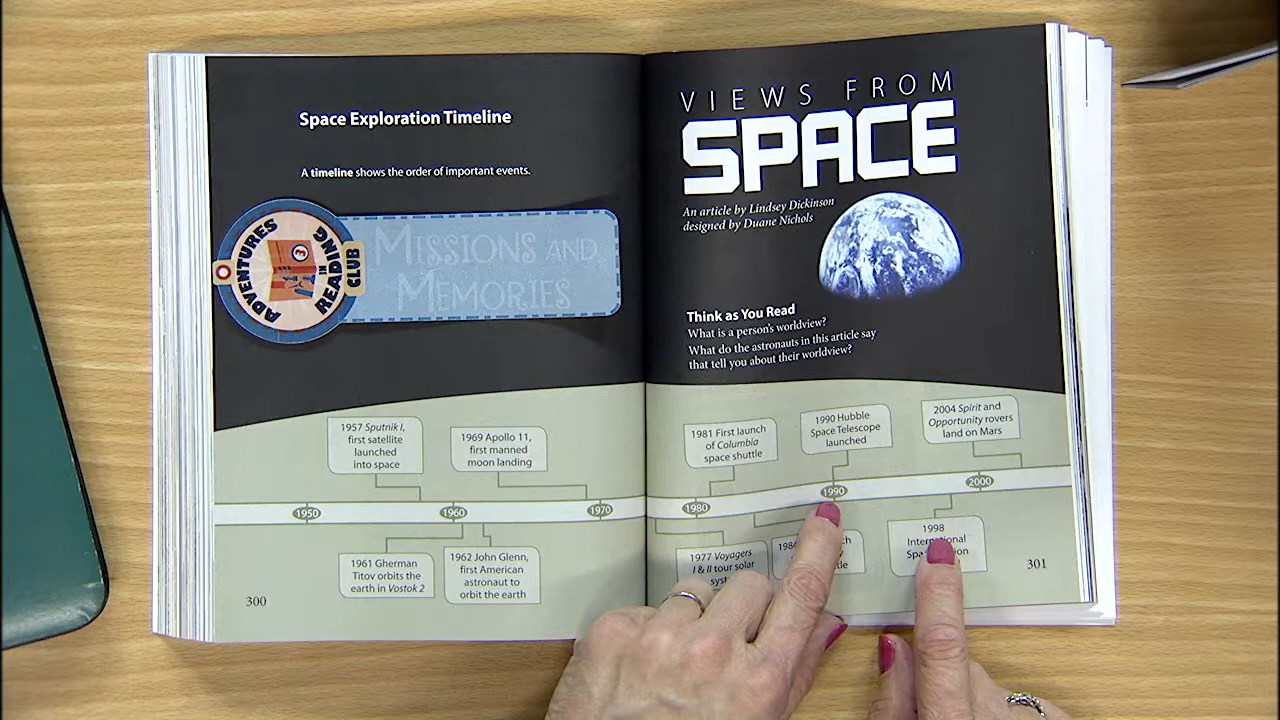 Space Exploration Timeline
A timeline shows the order of important events.
ADVENTURES
IN
READING
CLUB
MISSIONS AND
MEMORIES
1957 Sputnik I,
first satellite
launched
into space
1969 Apollo 11,
first manned
moon landing
1950
1960
1970
1961 Gherman
Titov orbits the
earth in Vostok 2
1962 John Glenn,
first American
astronaut to
orbit the earth
300
VIEWS FROM
SPACE
An article by Lindsey Dickinson
designed by Duane Nichols
Think as You Read
What is a person's worldview?
What do the astronauts in this article say
that tell you about their worldview?
1981 First launch
of Columbia
space shuttle
1990 Hubble
Space Telescope
launched
2004 Spirit and
Opportunity rovers
land on Mars
1980
1990
2000
1977 Voyagers
I & II tour solar
1998
301